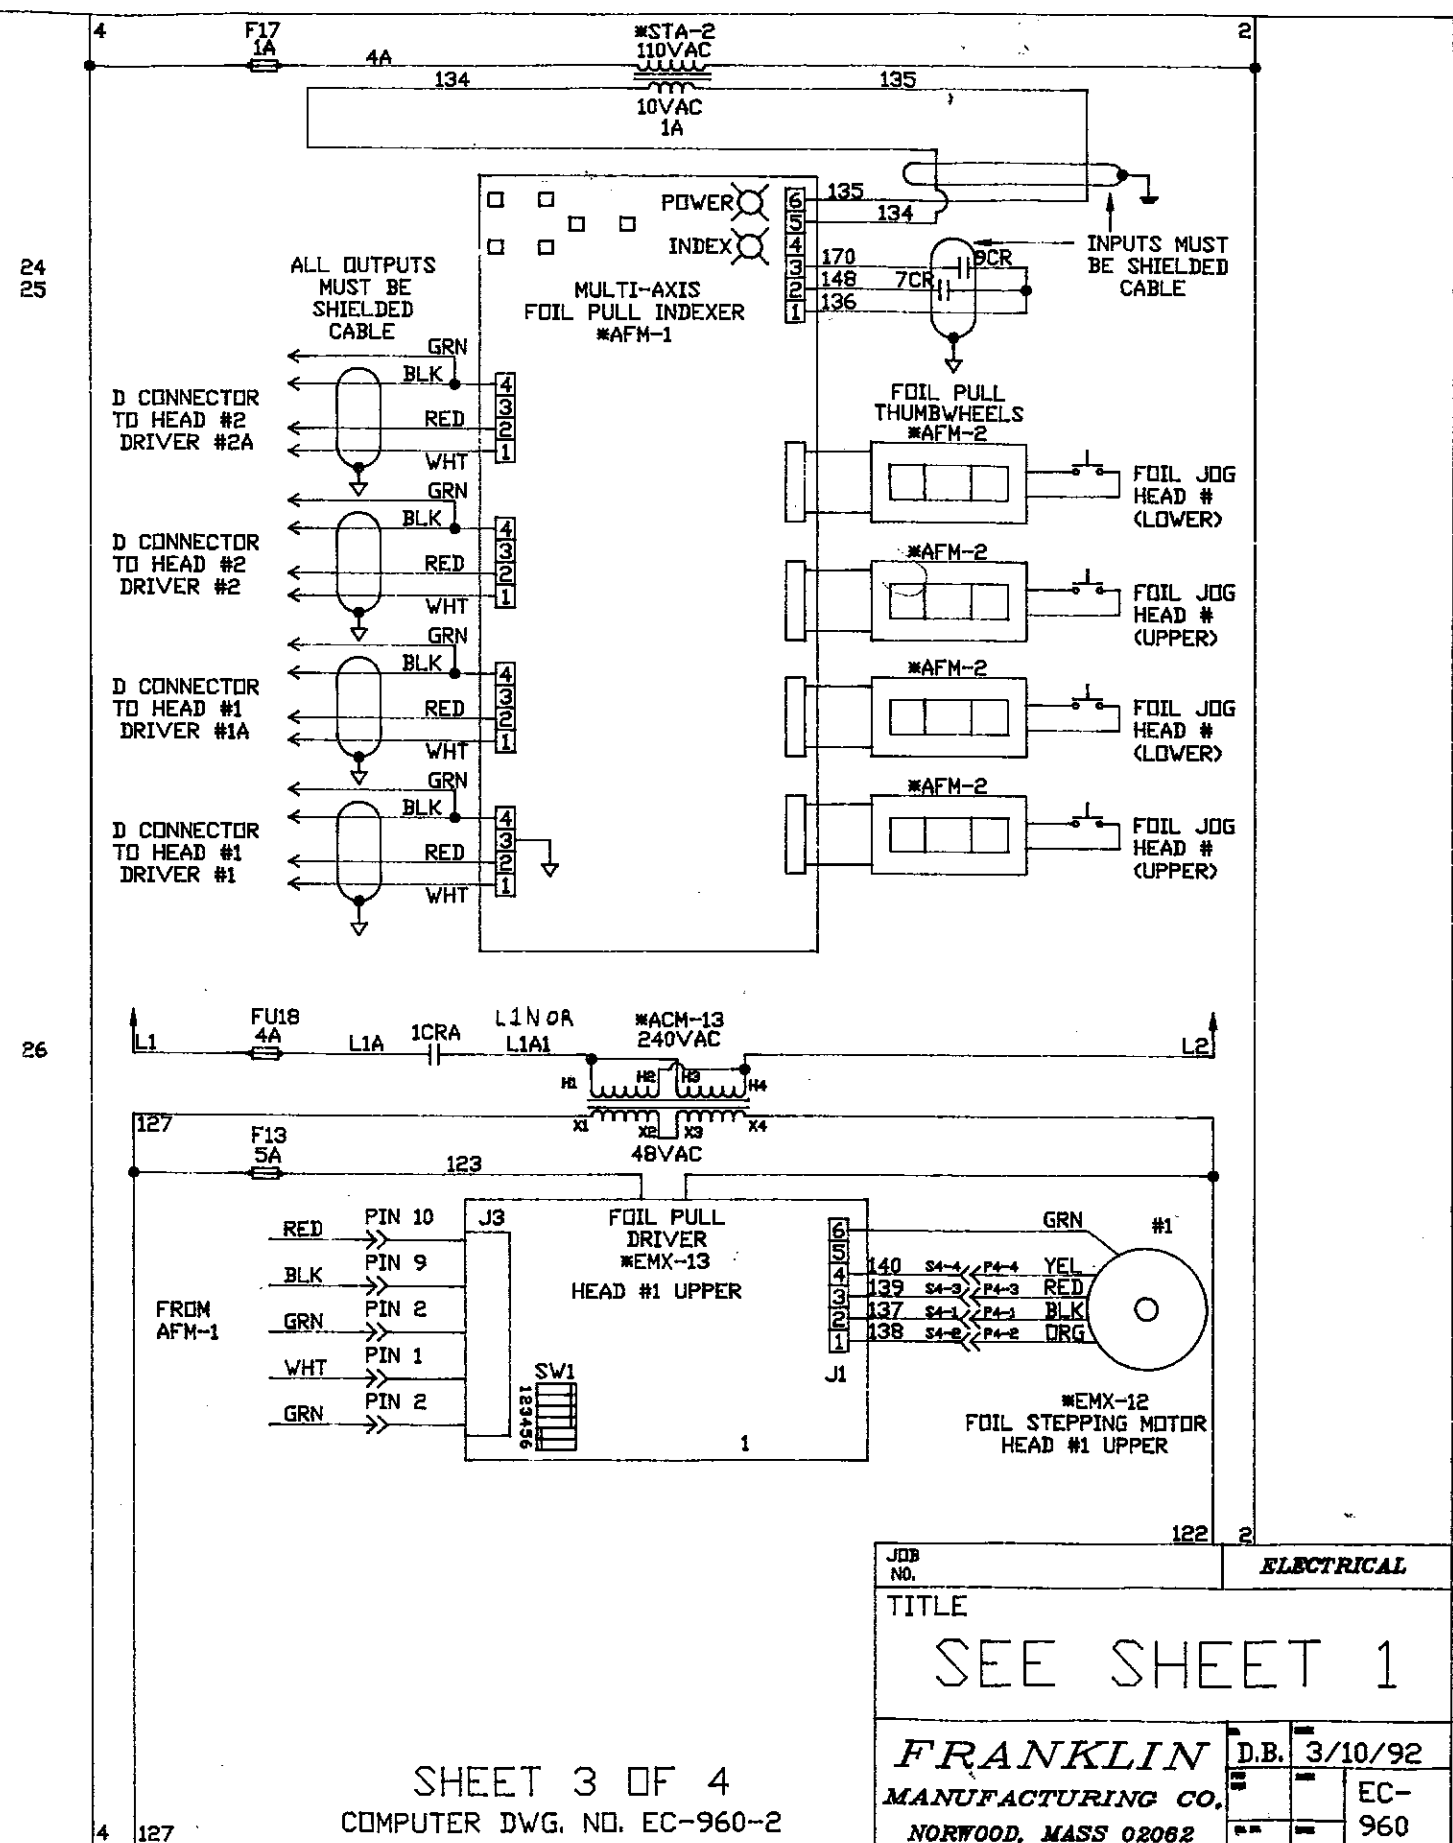 4
F17
1A
4A
*STA-2
110VAC
2
134
135
10VAC
1A
24
25
POWER
INDEX
MULTI-AXIS
FOIL PULL INDEXER
*AFM-1
6
5
4
3
2
1
135
134
170
148
136
9CR
7CR
INPUTS MUST
BE SHIELDED
CABLE
ALL OUTPUTS
MUST BE
SHIELDED
CABLE
D CONNECTOR
TO HEAD #2
DRIVER #2A
GRN
BLK
RED
WHT
4
3
2
1
D CONNECTOR
TO HEAD #2
DRIVER #2
GRN
BLK
RED
WHT
4
3
2
1
D CONNECTOR
TO HEAD #1
DRIVER #1A
GRN
BLK
RED
WHT
4
3
2
1
D CONNECTOR
TO HEAD #1
DRIVER #1
GRN
BLK
RED
WHT
4
3
2
1
FOIL PULL
THUMBWHEELS
*AFM-2
FOIL JOG
HEAD #
(LOWER)
*AFM-2
FOIL JOG
HEAD #
(UPPER)
*AFM-2
FOIL JOG
HEAD #
(LOWER)
*AFM-2
FOIL JOG
HEAD #
(UPPER)
26
L1
FU18
4A
L1A
1CRA
L1NOR
L1A1
*ACM-13
240VAC
L2
H1
H2
H3
H4
X1
X2
X3
X4
48VAC
127
F13
5A
123
FROM
AFM-1
RED
PIN 10
BLK
PIN 9
GRN
PIN 2
WHT
PIN 1
GRN
PIN 2
J3
FOIL PULL
DRIVER
*EMX-13
HEAD #1 UPPER
SW1
123456
1
6
5
4
3
2
1
J1
GRN
140 S4-4 P4-4 YEL
139 S4-3 P4-3 RED
137 S4-1 P4-1 BLK
138 S4-2 P4-2 ORG
#1
*EMX-12
FOIL STEPPING MOTOR
HEAD #1 UPPER
122
2
JOB
NO.
ELECTRICAL
TITLE
SEE SHEET 1
FRANKLIN
MANUFACTURING CO.
NORWOOD, MASS 02062
D.B.
3/10/92
EC-
960
SHEET 3 OF 4
COMPUTER DWG. NO. EC-960-2
4
127